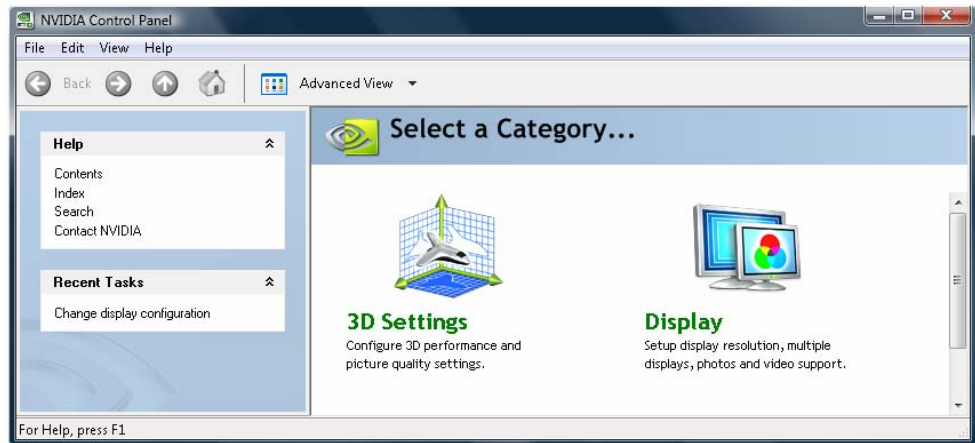 NVIDIA Control Panel
File Edit View Help
Back Advanced View
Select a Category...
Help
Contents
Index
Search
Contact NVIDIA
Recent Tasks
Change display configuration
3D Settings
Configure 3D performance and
picture quality settings.
Display
Setup display resolution, multiple
displays, photos and video support.
For Help, press F1